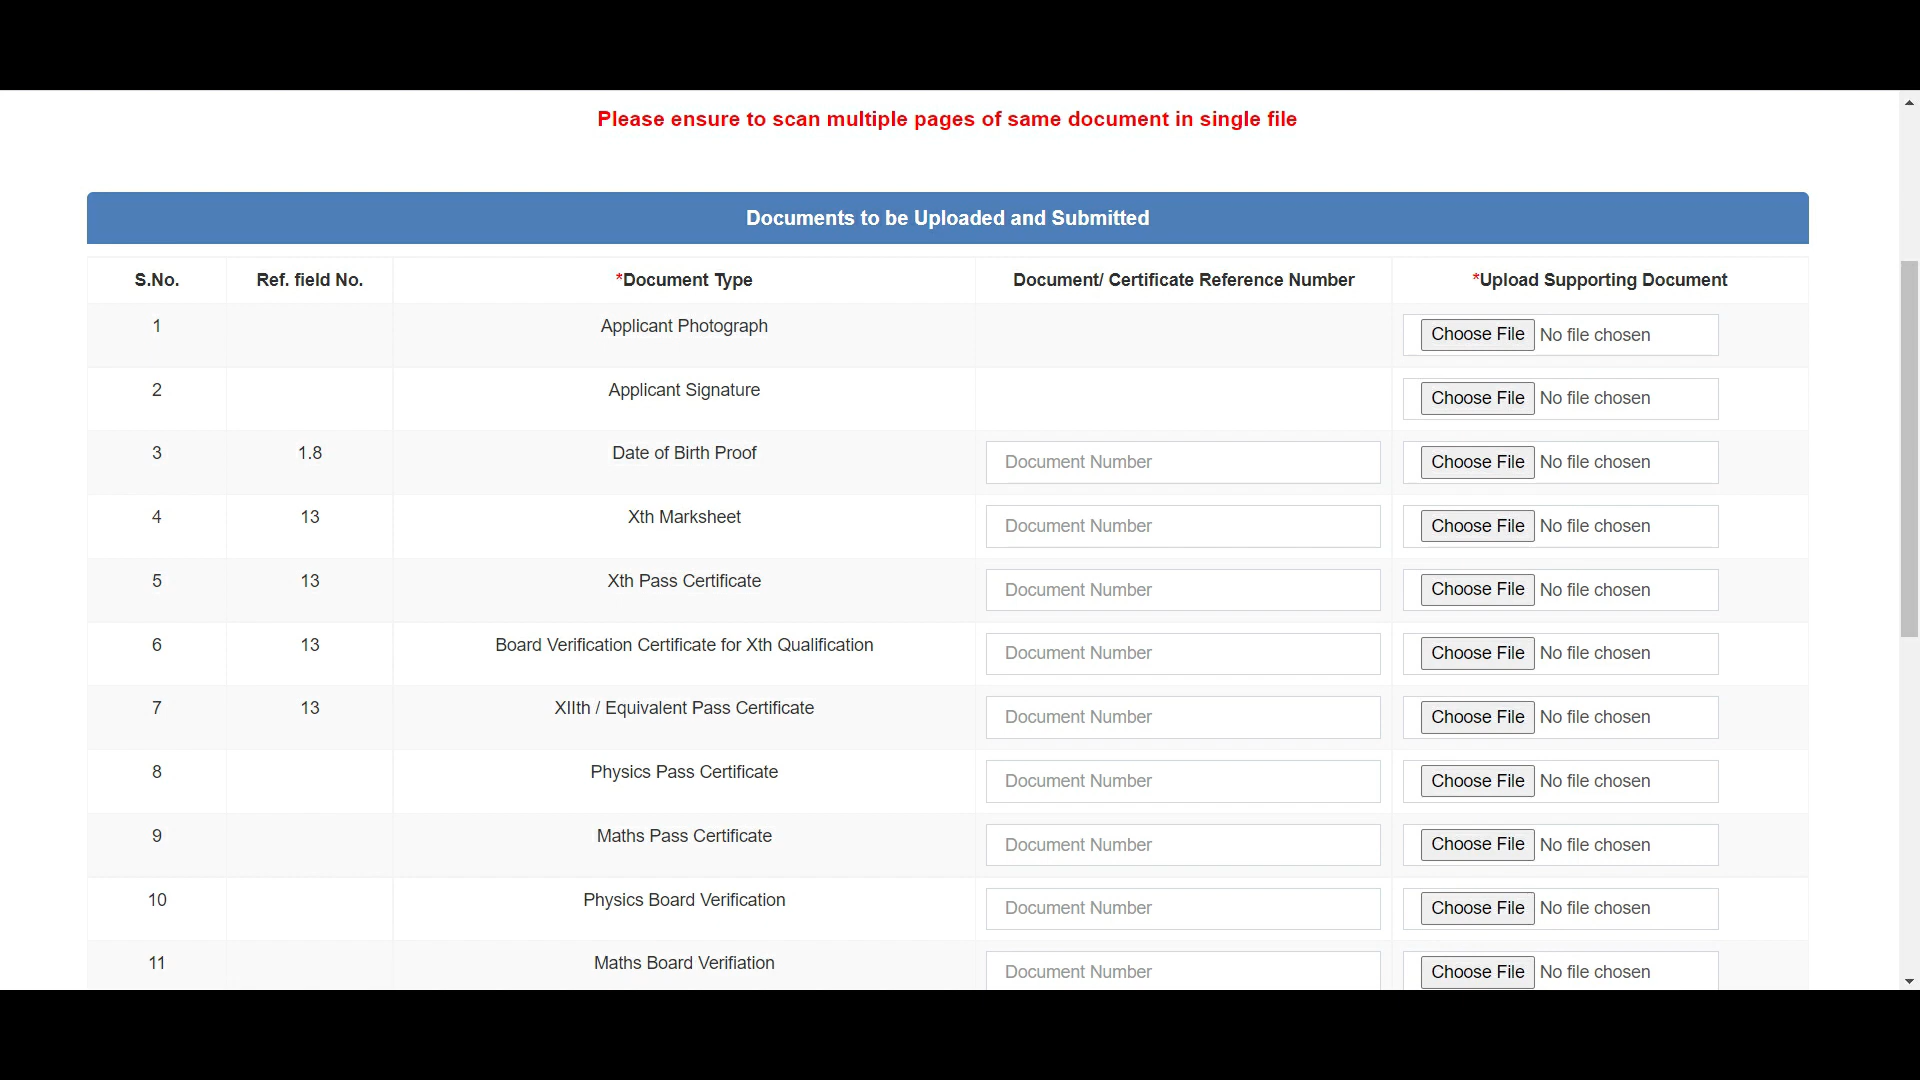 Please ensure to scan multiple pages of same document in single file
Documents to be Uploaded and Submitted
S.No. Ref. field No. *Document Type Document/ Certificate Reference Number *Upload Supporting Document
1 Applicant Photograph Choose File No file chosen
2 Applicant Signature Choose File No file chosen
3 1.8 Date of Birth Proof Document Number Choose File No file chosen
4 13 Xth Marksheet Document Number Choose File No file chosen
5 13 Xth Pass Certificate Document Number Choose File No file chosen
6 13 Board Verification Certificate for Xth Qualification Document Number Choose File No file chosen
7 13 XIIth / Equivalent Pass Certificate Document Number Choose File No file chosen
8 Physics Pass Certificate Document Number Choose File No file chosen
9 Maths Pass Certificate Document Number Choose File No file chosen
10 Physics Board Verification Document Number Choose File No file chosen
11 Maths Board Verifiation Document Number Choose File No file chosen